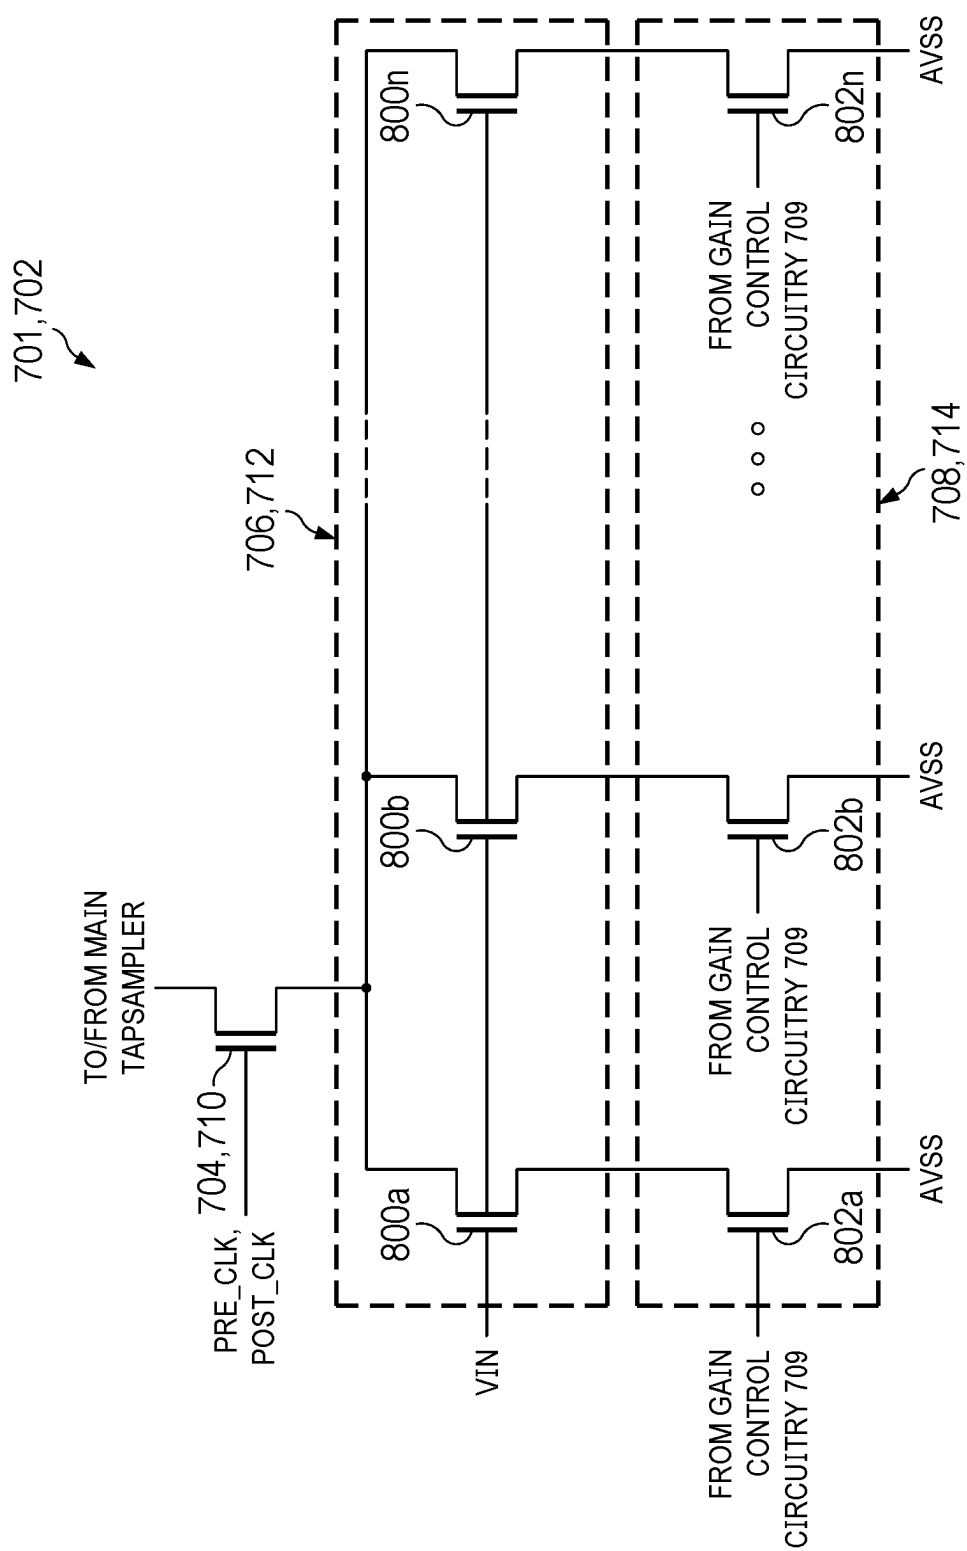 701,702
TO/FROM MAIN
TAPSAMPLER
704,710
PRE_CLK,
POST_CLK
706,712
800a
800b
800n
VIN
802a
802b
802n
FROM GAIN
CONTROL
CIRCUITRY 709
FROM GAIN
CONTROL
CIRCUITRY 709
FROM GAIN
CONTROL
CIRCUITRY 709
708,714
AVSS
AVSS
AVSS